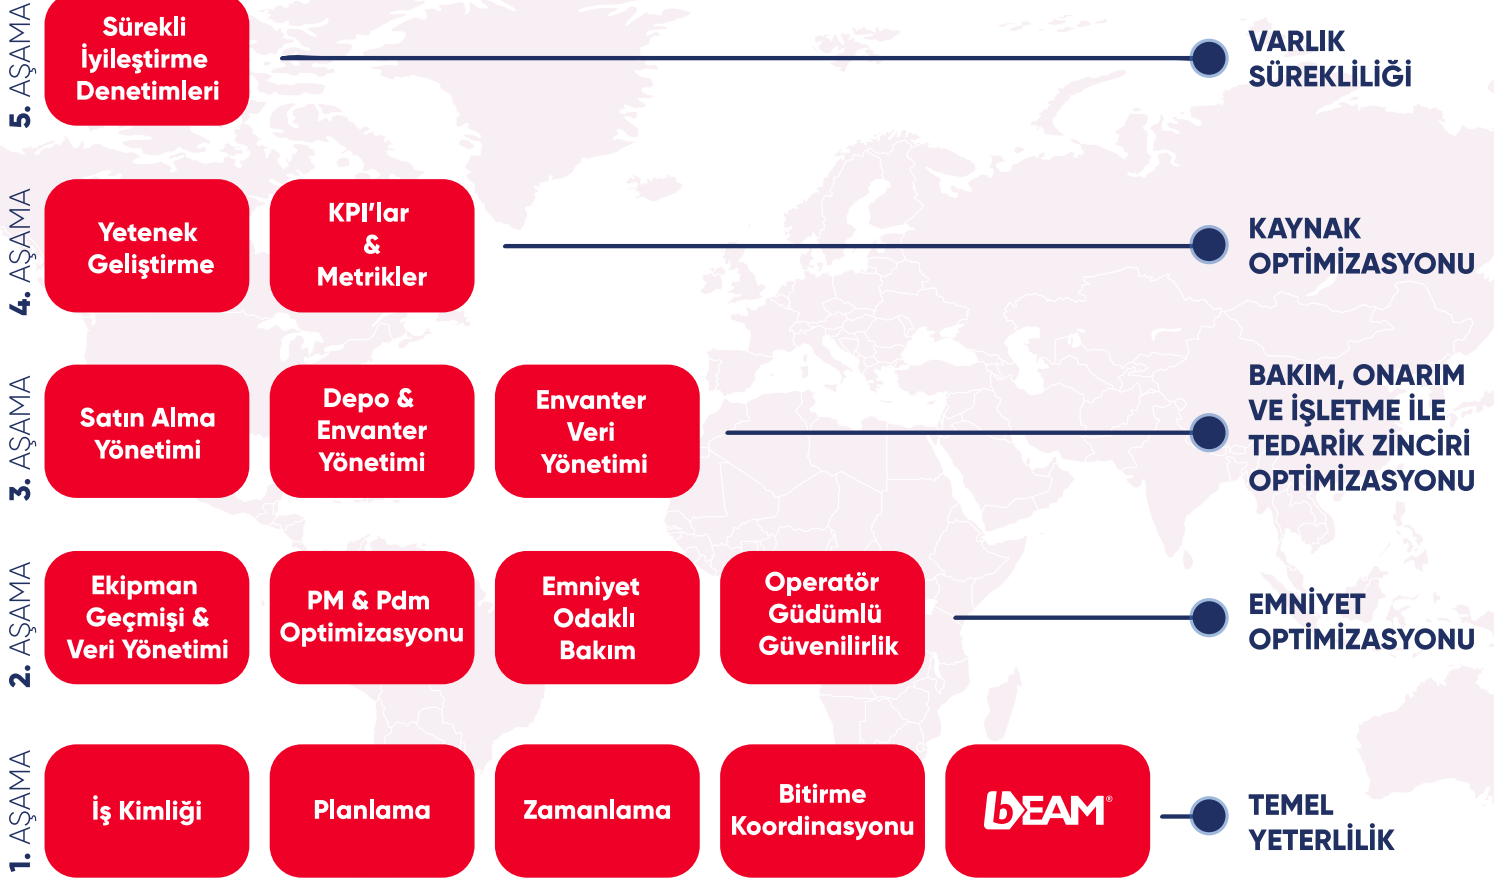 5. AŞAMA
Sürekli
İyileştirme
Denetimleri
VARLIK
SÜREKLİLİĞİ
4. AŞAMA
Yetenek
Geliştirme
KPI'lar
&
Metrikler
KAYNAK
OPTİMİZASYONU
3. AŞAMA
Satın Alma
Yönetimi
Depo &
Envanter
Yönetimi
Envanter
Veri
Yönetimi
BAKIM, ONARIM
VE İŞLETME İLE
TEDARİK ZİNCİRİ
OPTİMİZASYONU
2. AŞAMA
Ekipman
Geçmişi &
Veri Yönetimi
PM & Pdm
Optimizasyonu
Emniyet
Odaklı
Bakım
Operatör
Güdümlü
Güvenilirlik
EMNİYET
OPTİMİZASYONU
1. AŞAMA
İş Kimliği
Planlama
Zamanlama
Bitirme
Koordinasyonu
bEAM®
TEMEL
YETERLİLİK